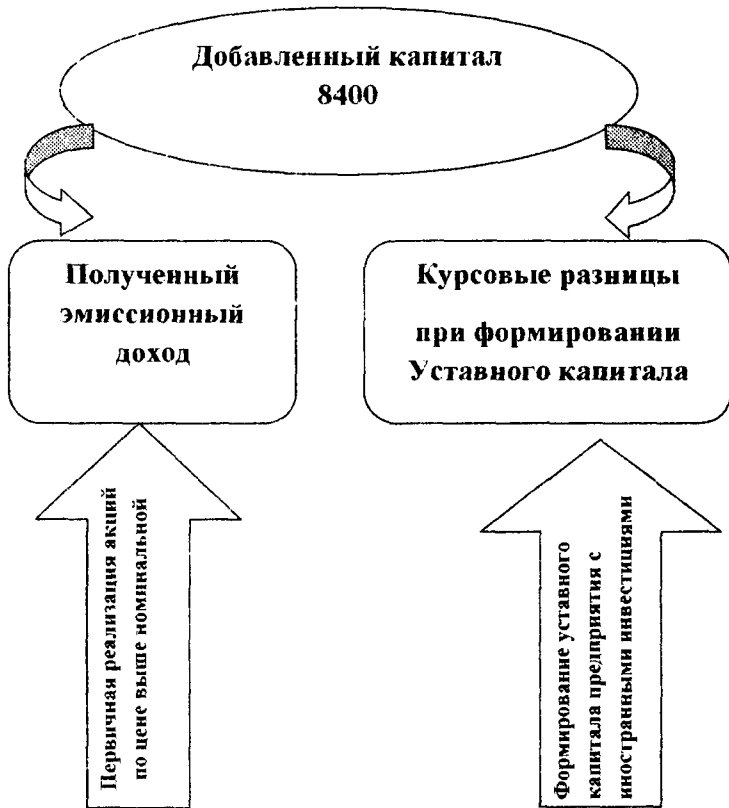 Добавленный капитал
8400
Полученный
эмиссионный
доход
Курсовые разницы
при формировании
Уставного капитала
Первичная реализация акций
по цене выше номинальной
Формирование уставного
капитала предприятия с
иностранными инвестициями